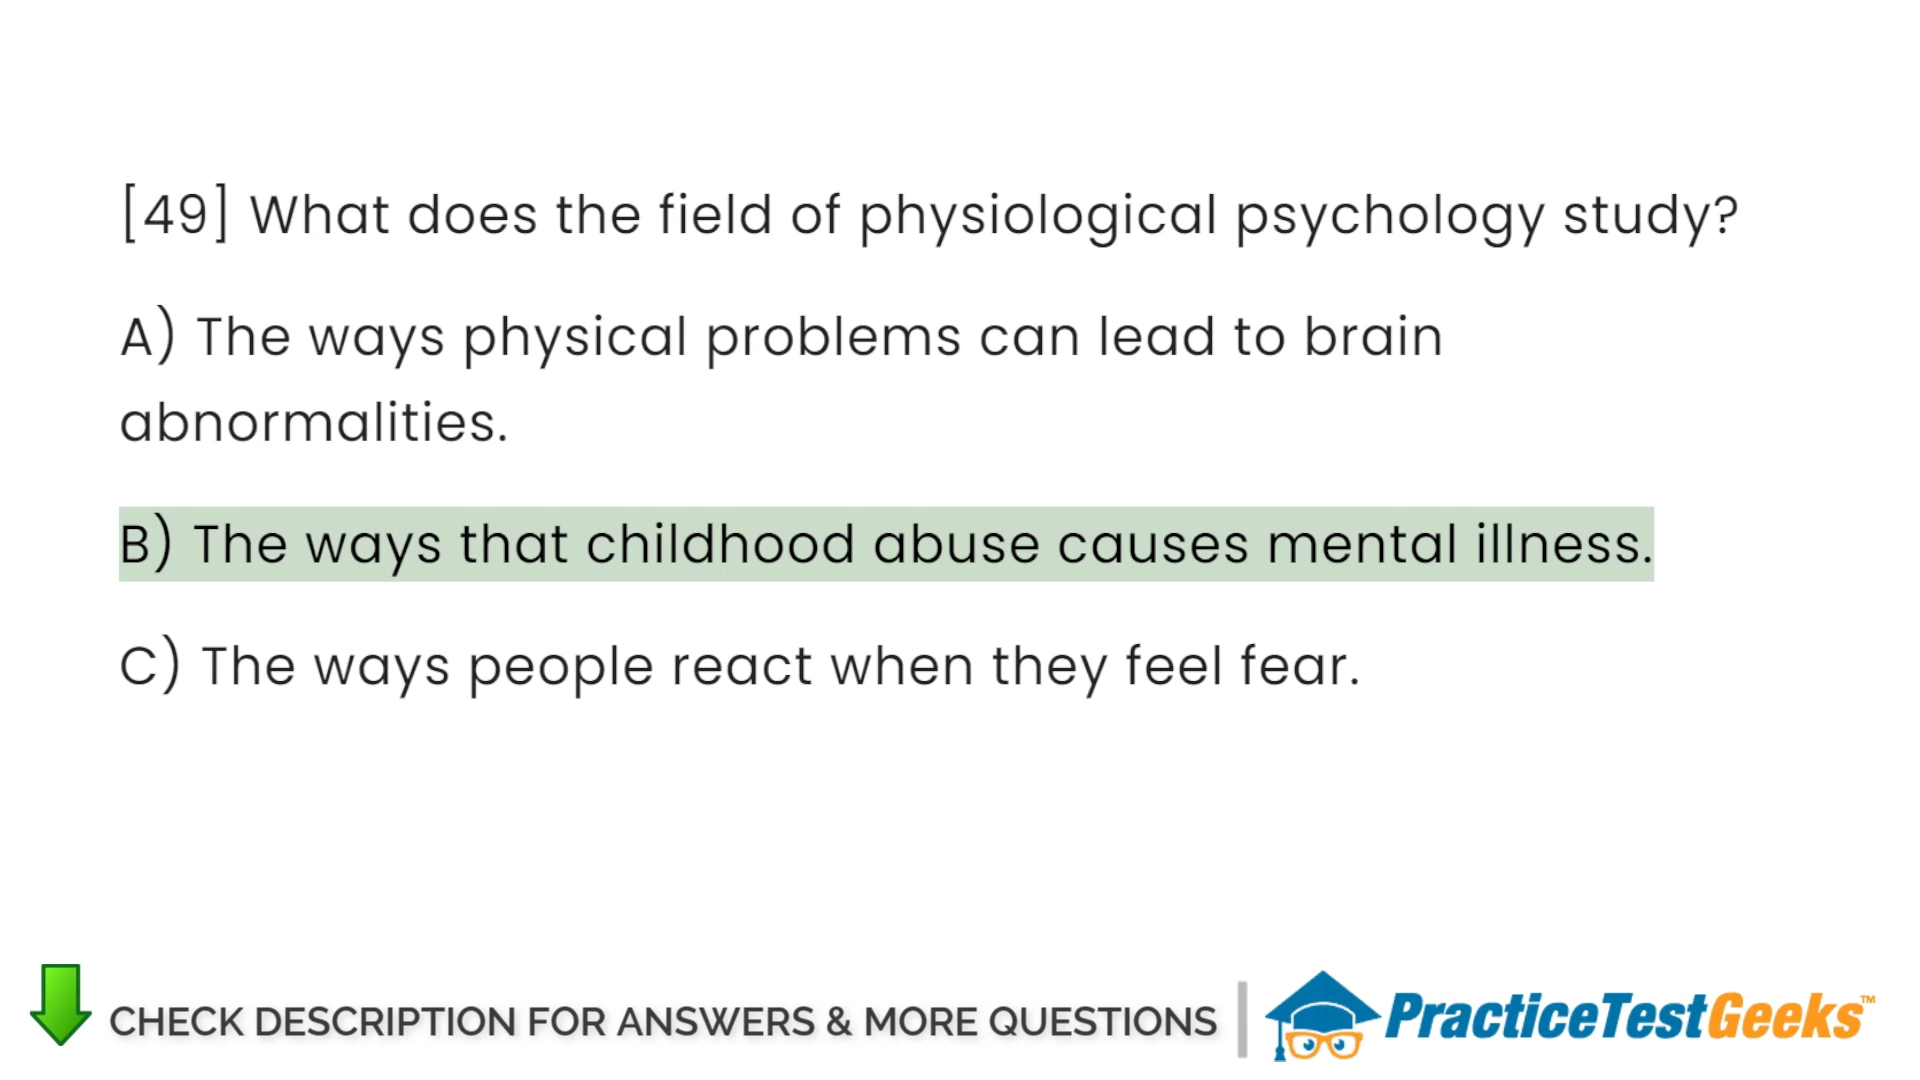 [49] What does the field of physiological psychology study?
A) The ways physical problems can lead to brain
abnormalities.
B) The ways that childhood abuse causes mental illness.
C) The ways people react when they feel fear.
CHECK DESCRIPTION FOR ANSWERS & MORE QUESTIONS
PracticeTestGeeks™